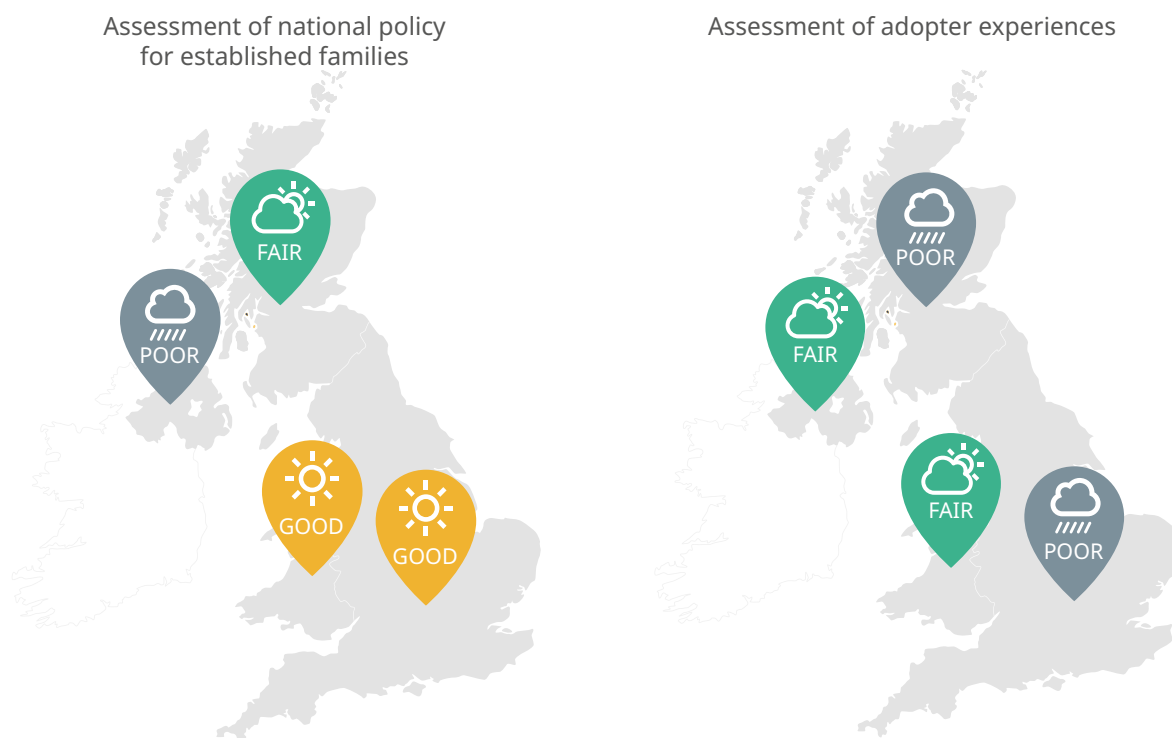 Assessment of national policy
for established families
FAIR
POOR
GOOD
GOOD
Assessment of adopter experiences
POOR
FAIR
FAIR
POOR